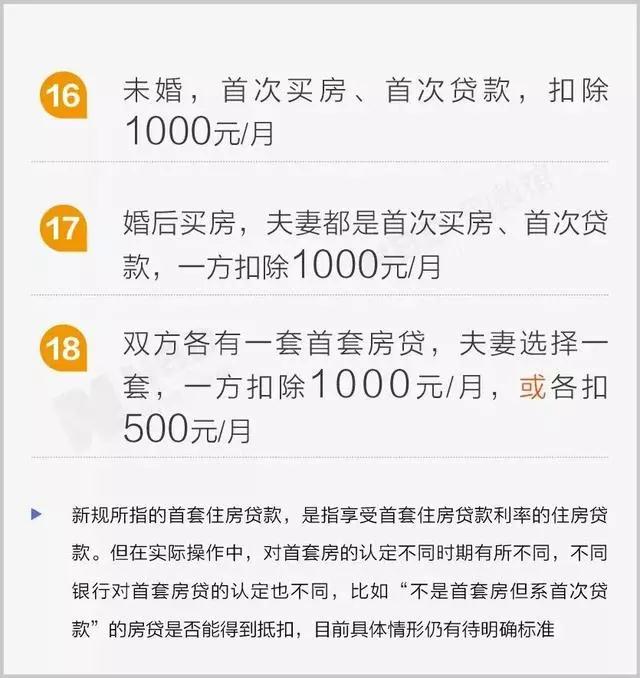 16
未婚，首次买房、首次贷款，扣除
1000元/月
17
婚后买房，夫妻都是首次买房、首次贷
款，一方扣除1000元/月
18
双方各有一套首套房贷，夫妻选择一
套，一方扣除1000元/月，或各扣
500元/月
新规所指的首套住房贷款，是指享受首套住房贷款利率的住房贷
款。但在实际操作中，对首套房的认定不同时期有所不同，不同
银行对首套房贷的认定也不同，比如“不是首套房但系首次贷
款”的房贷是否能得到抵扣，目前具体情形仍有待明确标准